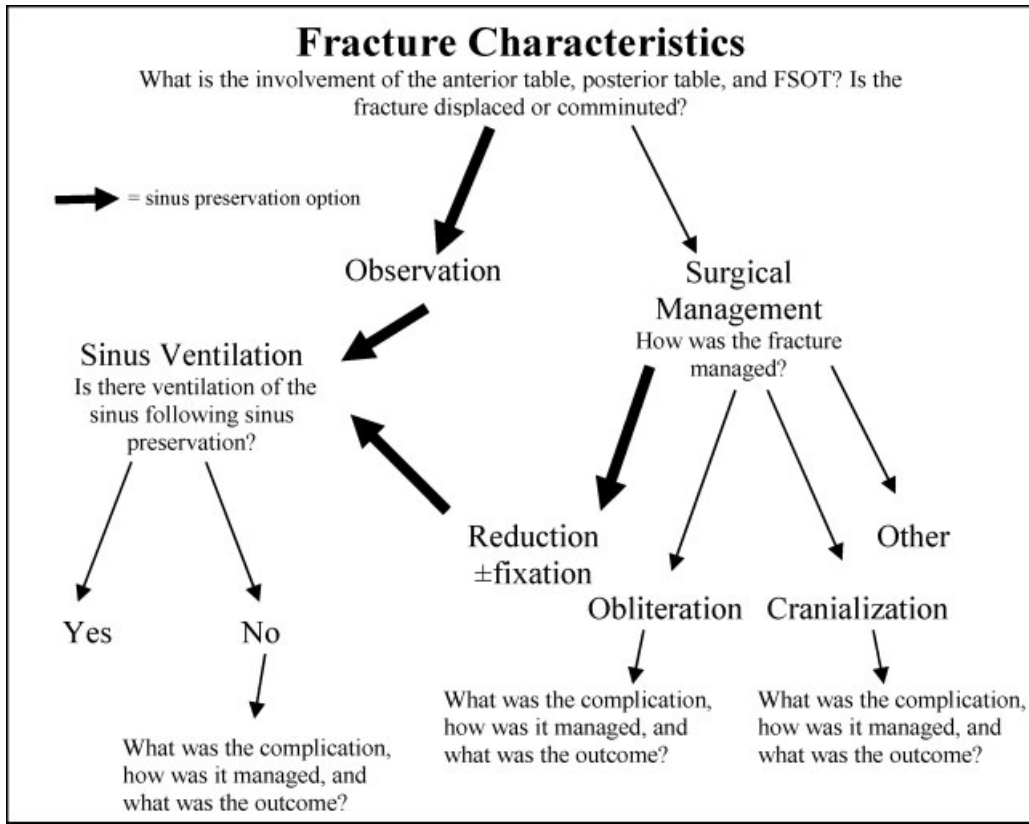 Fracture Characteristics
What is the involvement of the anterior table, posterior table, and FSOT? Is the
fracture displaced or comminuted?
= sinus preservation option
Observation
Surgical
Management
How was the fracture
managed?
Sinus Ventilation
Is there ventilation of the
sinus following sinus
preservation?
Reduction
±fixation
Other
Obliteration
Cranialization
Yes
No
What was the complication,
how was it managed, and
what was the outcome?
What was the complication,
how was it managed, and
what was the outcome?
What was the complication,
how was it managed, and
what was the outcome?